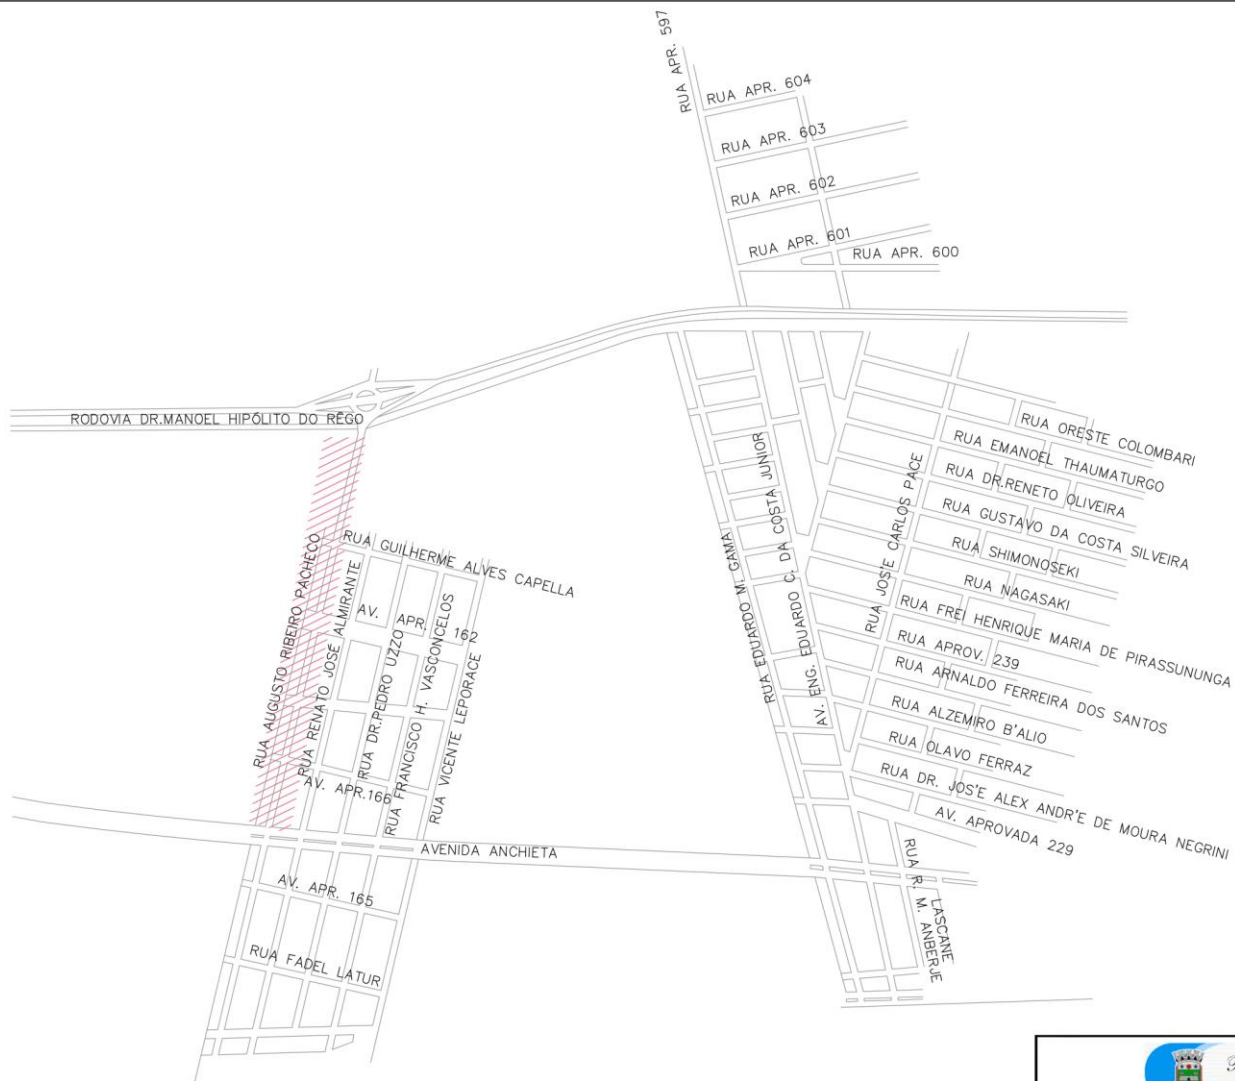 RUA APR. 597
RUA APR. 604
RUA APR. 603
RUA APR. 602
RUA APR. 601
RUA APR. 600
RODOVIA DR.MANOEL HIPÓLITO DO RÊGO
RUA ORESTE COLOMBARI
RUA EMANOEL THAUMATURGO
RUA DR.RENETO OLIVEIRA
RUA GUSTAVO DA COSTA SILVEIRA
RUA SHIMONOSEKI
RUA NAGASAKI
RUA FREI HENRIQUE MARIA DE PIRASSUNUNGA
RUA APROV. 239
RUA ARNALDO FERREIRA DOS SANTOS
RUA ALZEMIRO B'ALIO
RUA OLAVO FERRAZ
RUA DR. JOS'E ALEX ANDR'E DE MOURA NEGRINI
AV. APROVADA 229
RUA JOS'E CARLOS PACE
AV. ENG. EDUARDO C. DA COSTA JUNIOR
RUA EDUARDO M. GAMA
RUA GUILHERME ALVES CAPELLA
AV. APR. 162
RUA AUGUSTO RIBEIRO PACHECO
RUA RENATO JOSÉ ALMIRANTE
RUA DR.PEDRO UZZO
RUA FRANCISCO H. VASCONCELOS
RUA VICENTE LEPORACE
AV. APR.166
AVENIDA ANCHIETA
AV. APR. 165
RUA FADEL LATUR
RUA R. M. ANBERJE
LASCANE